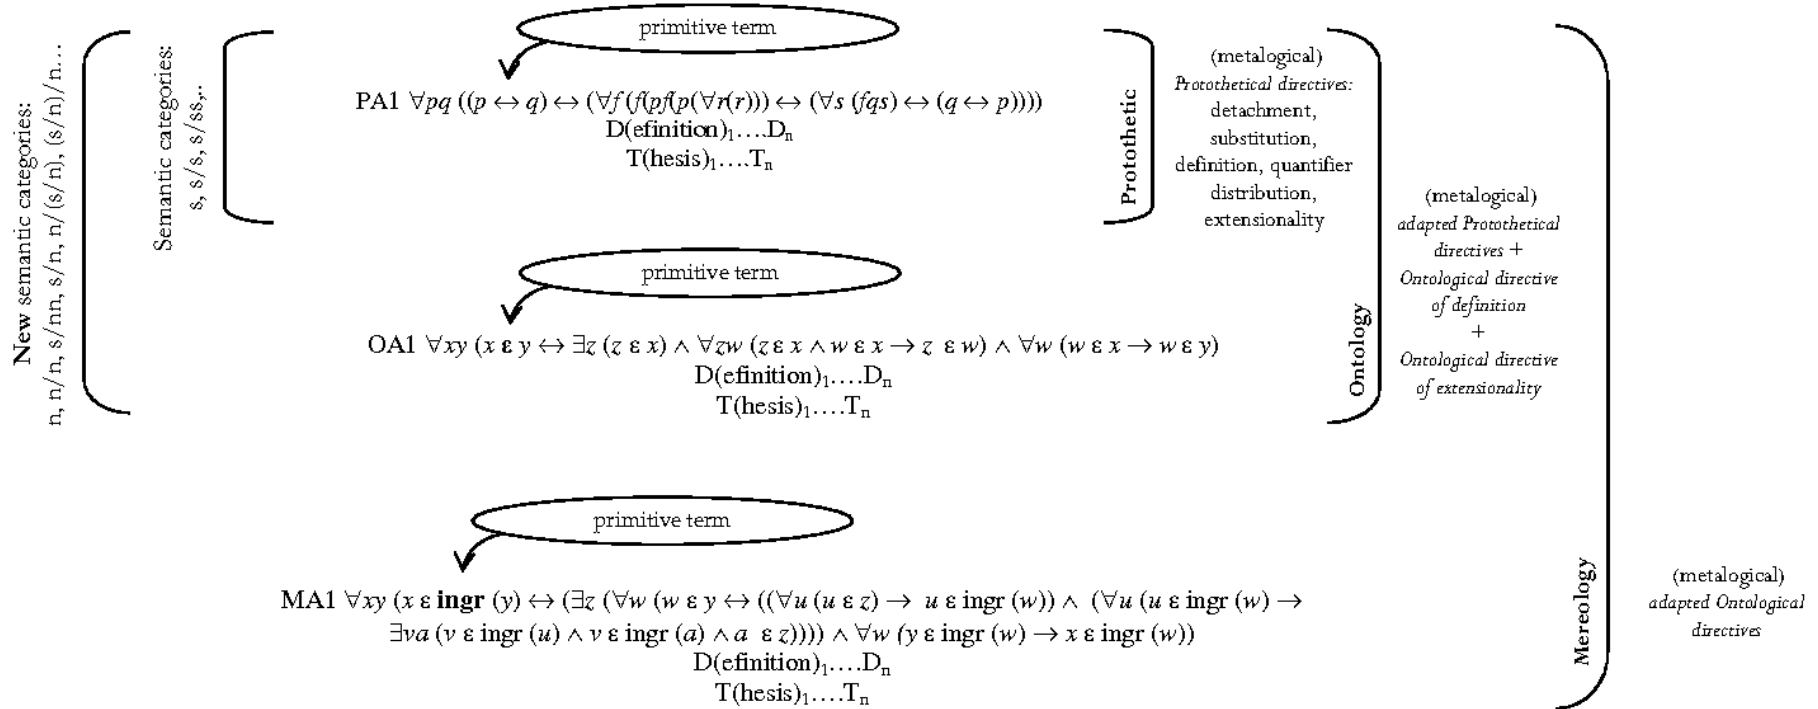 New semantic categories:
n, n/n, s/nn, s/n, n/(s/n), (s/n)/n…
Semantic categories:
s, s/s, s/ss,..
primitive term
PA1 ∀pq ((p ↔ q) ↔ (∀f (f(pf(p(∀r(r))) ↔ (∀s (fqs) ↔ (q ↔ p))))
D(efinition)₁….Dₙ
T(hesis)₁….Tₙ
Protothetic
(metalogical)
Protothetical directives:
detachment,
substitution,
definition, quantifier
distribution,
extensionality
primitive term
OA1 ∀xy (x ε y ↔ ∃z (z ε x) ∧ ∀zw (z ε x ∧ w ε x → z ε w) ∧ ∀w (w ε x → w ε y)
D(efinition)₁….Dₙ
T(hesis)₁….Tₙ
Ontology
(metalogical)
adapted Protothetical
directives +
Ontological directive
of definition
+
Ontological directive
of extensionality
primitive term
MA1 ∀xy (x ε ingr (y) ↔ (∃z (∀w (w ε y ↔ ((∀u (u ε z) → u ε ingr (w)) ∧ (∀u (u ε ingr (w) →
∃va (v ε ingr (u) ∧ v ε ingr (a) ∧ a ε z)))) ∧ ∀w (y ε ingr (w) → x ε ingr (w))
D(efinition)₁….Dₙ
T(hesis)₁….Tₙ
Mereology
(metalogical)
adapted Ontological
directives